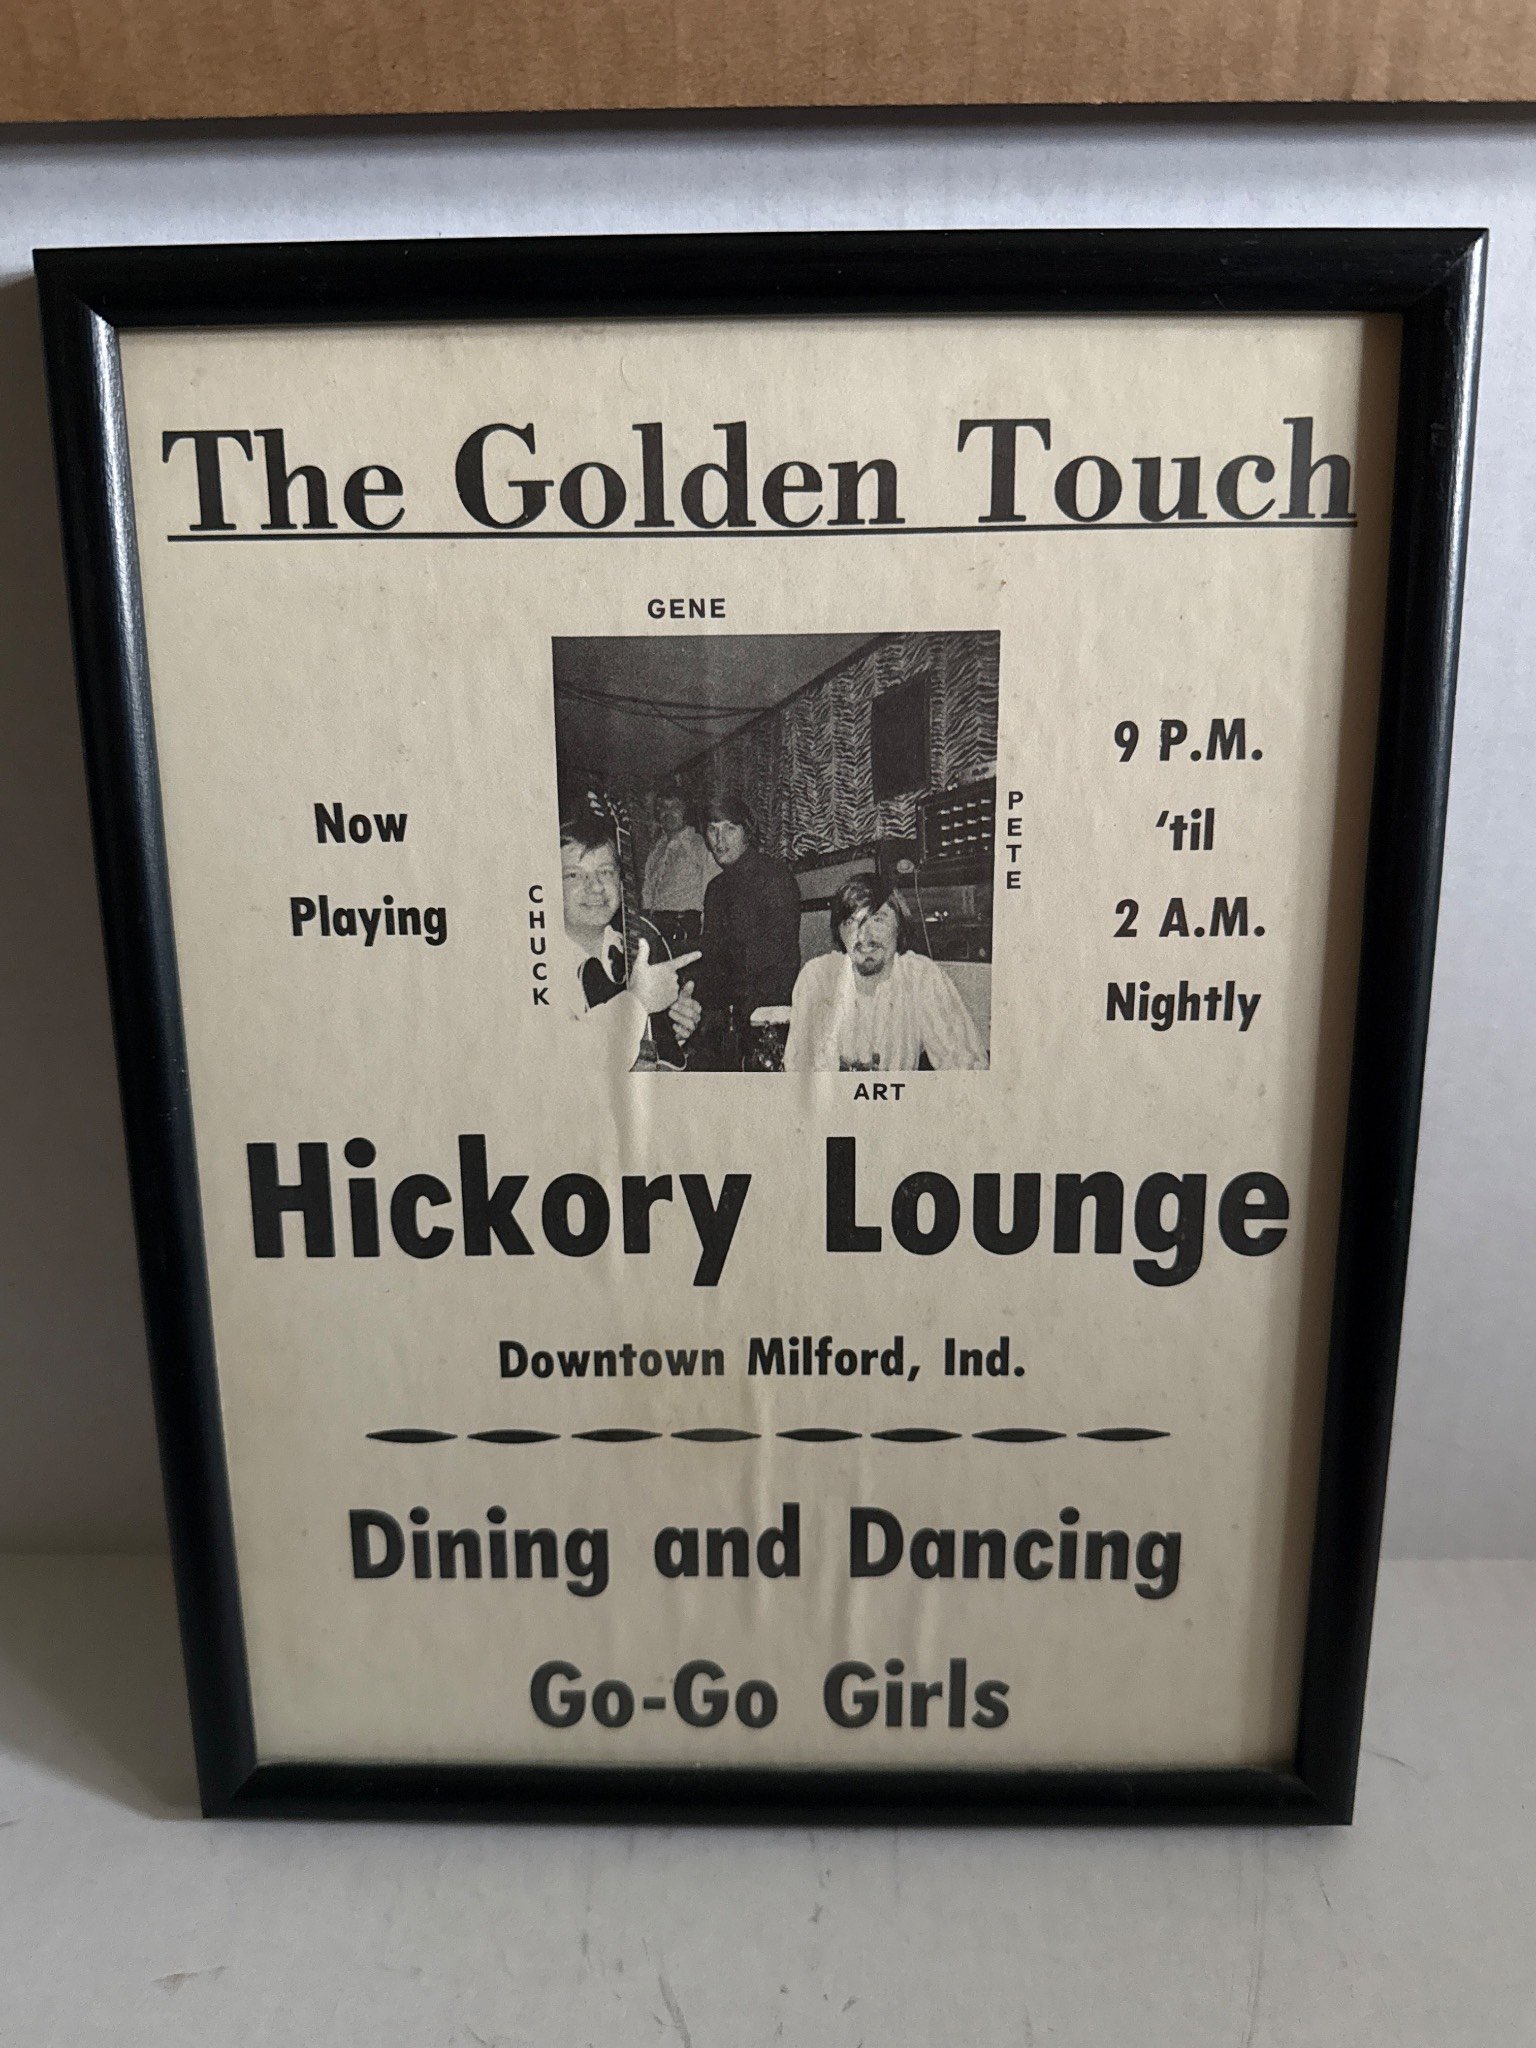 The Golden Touch
GENE
Now
Playing
CHUCK
PETE
9 P.M.
‘til
2 A.M.
Nightly
ART
Hickory Lounge
Downtown Milford, Ind.
Dining and Dancing
Go-Go Girls